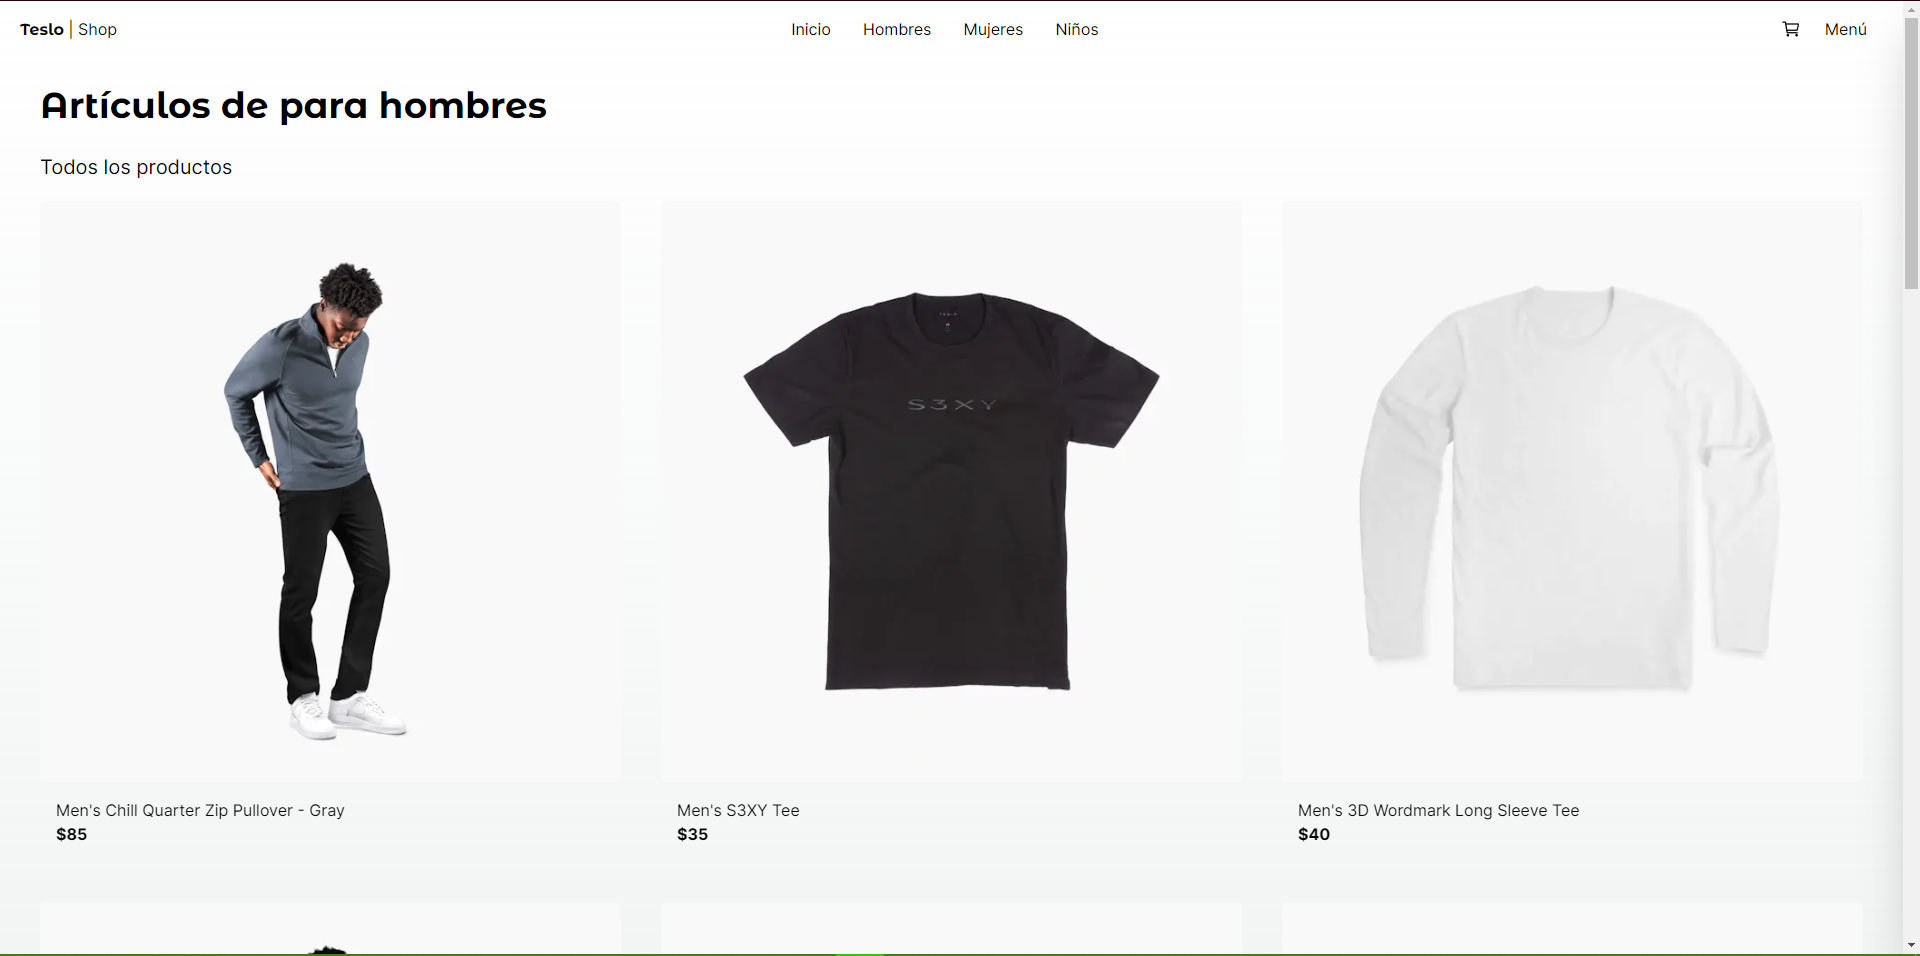 Teslo | Shop
Inicio Hombres Mujeres Niños
Menú
Artículos de para hombres
Todos los productos
S3XY
Men's Chill Quarter Zip Pullover - Gray
$85
Men's S3XY Tee
$35
Men's 3D Wordmark Long Sleeve Tee
$40